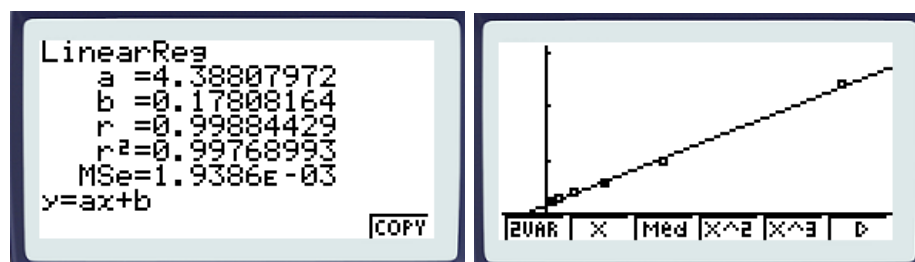 LinearReg
a =4.38807972
b =0.17808164
r =0.99884429
r²=0.99768993
MSe=1.9386ᴇ-03
y=ax+b
COPY
2VAR X Med X^2 X^3 ▷